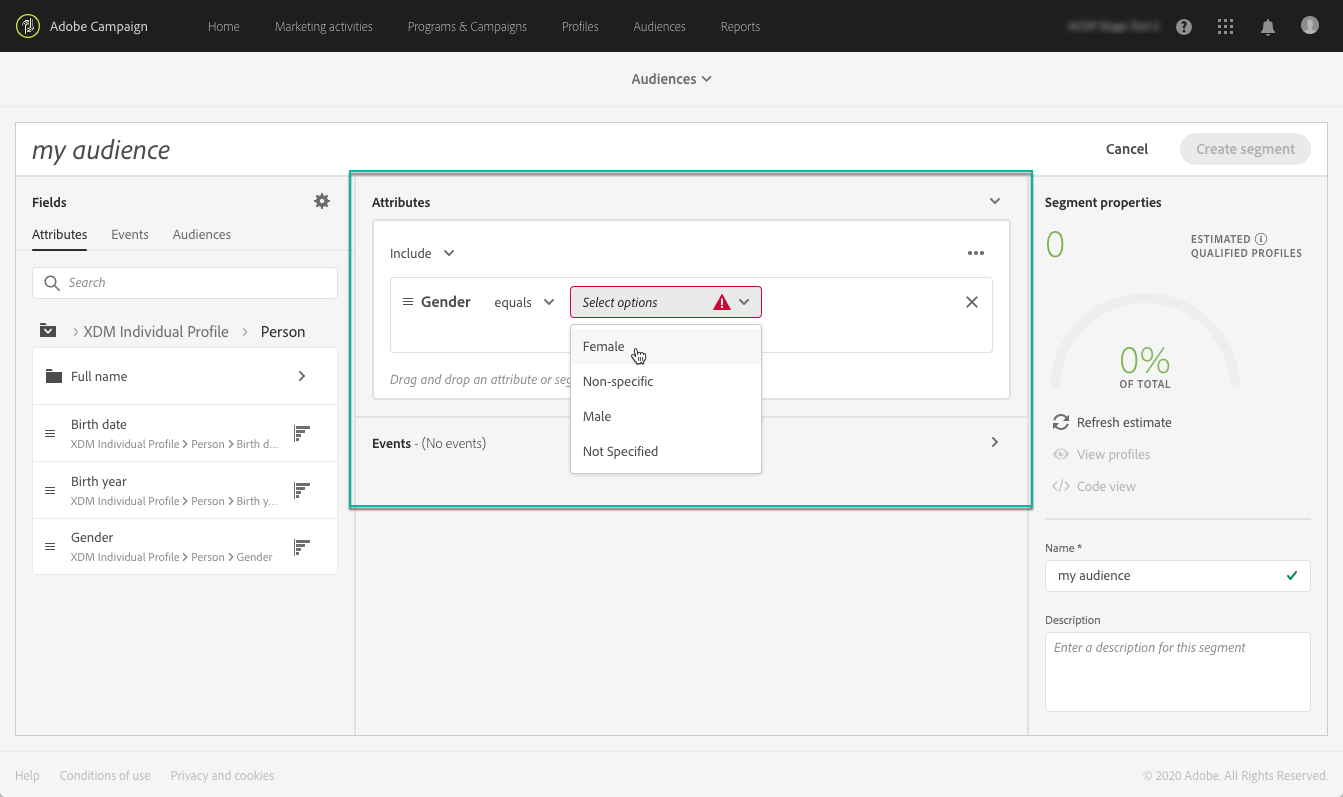 Adobe Campaign
Home
Marketing activities
Programs & Campaigns
Profiles
Audiences
Reports
Audiences
my audience
Cancel
Create segment
Fields
Attributes
Events
Audiences
Search
XDM Individual Profile
Person
Full name
Birth date
XDM Individual Profile > Person > Birth d...
Birth year
XDM Individual Profile > Person > Birth y...
Gender
XDM Individual Profile > Person > Gender
Attributes
Include
Gender
equals
Select options
Female
Non-specific
Male
Not Specified
Drag and drop an attribute or seg
Events - (No events)
Segment properties
0
ESTIMATED
QUALIFIED PROFILES
0%
OF TOTAL
Refresh estimate
View profiles
Code view
Name *
my audience
Description
Enter a description for this segment
Help
Conditions of use
Privacy and cookies
© 2020 Adobe. All Rights Reserved.